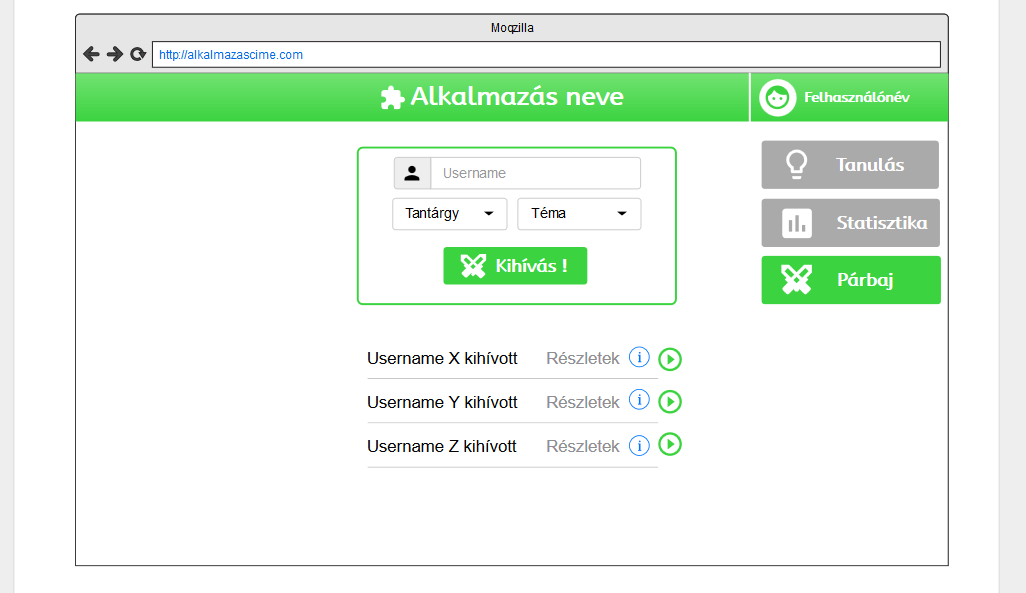 Moqzilla
http://alkalmazascime.com
Alkalmazás neve
Felhasználónév
Username
Tantárgy
Téma
Kihívás !
Tanulás
Statisztika
Párbaj
Username X kihívott Részletek i
Username Y kihívott Részletek i
Username Z kihívott Részletek i